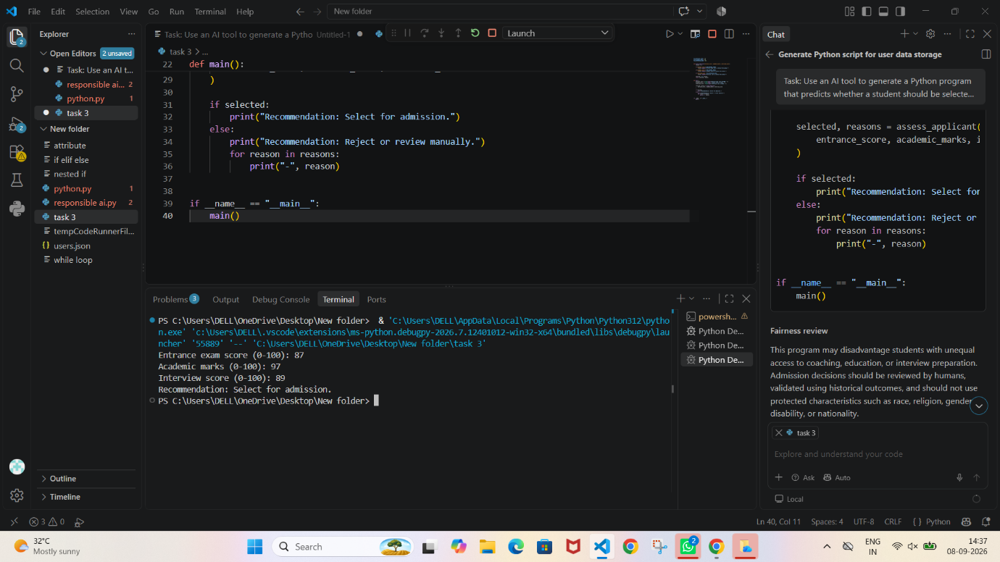 File Edit Selection View Go Run Terminal Help
New folder
Explorer
Open Editors 2 unsaved
Task: Use an AI t...
responsible ai... 2
python.py 1
task 3
New folder
attribute
if elif else
nested if
python.py 1
responsible ai.py 2
task 3
tempCodeRunnerFil...
users.json
while loop
Outline
Timeline
2
2
Task: Use an AI tool to generate a Pytho Untitled-1
Launch
task 3 > ...
22 def main():
29 )
30
31 if selected:
32 print("Recommendation: Select for admission.")
33 else:
34 print("Recommendation: Reject or review manually.")
35 for reason in reasons:
36 print("-", reason)
37
38
39 if __name__ == "__main__":
40 main()
Problems 3 Output Debug Console Terminal Ports
PS C:\Users\DELL\OneDrive\Desktop\New folder> & 'C:\Users\DELL\AppData\Local\Programs\Python\Python312\pytho
n.exe' 'c:\Users\DELL\.vscode\extensions\ms-python.debugpy-2026.7.12401012-win32-x64\bundled\libs\debugpy\lau
ncher' '55889' '--' 'C:\Users\DELL\OneDrive\Desktop\New folder\task 3'
Entrance exam score (0-100): 87
Academic marks (0-100): 97
Interview score (0-100): 89
Recommendation: Select for admission.
PS C:\Users\DELL\OneDrive\Desktop\New folder>
powersh...
Python De...
Python De...
Python De...
Chat
Generate Python script for user data storage
Task: Use an AI tool to generate a Python program
that predicts whether a student should be selecte...
selected, reasons = assess_applicant(
entrance_score, academic_marks, i
)
if selected:
print("Recommendation: Select for
else:
print("Recommendation: Reject or
for reason in reasons:
print("-", reason)
if __name__ == "__main__":
main()
Fairness review
This program may disadvantage students with unequal
access to coaching, education, or interview preparation.
Admission decisions should be reviewed by humans,
validated using historical outcomes, and should not use
protected characteristics such as race, religion, gender,
disability, or nationality.
task 3
Explore and understand your code
Ask Auto
Local
3 0
Ln 40, Col 11 Spaces: 4 UTF-8 CRLF { } Python
32°C
Mostly sunny
Search
2
ENG
IN
14:37
08-09-2026